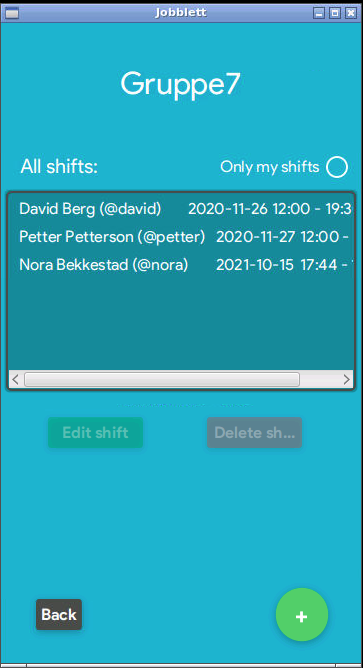 Jobblett
Gruppe7
All shifts: Only my shifts
David Berg (@david) 2020-11-26 12:00 - 19:3
Petter Petterson (@petter) 2020-11-27 12:00 -
Nora Bekkestad (@nora) 2021-10-15 17:44 -
Edit shift Delete sh...
Back +